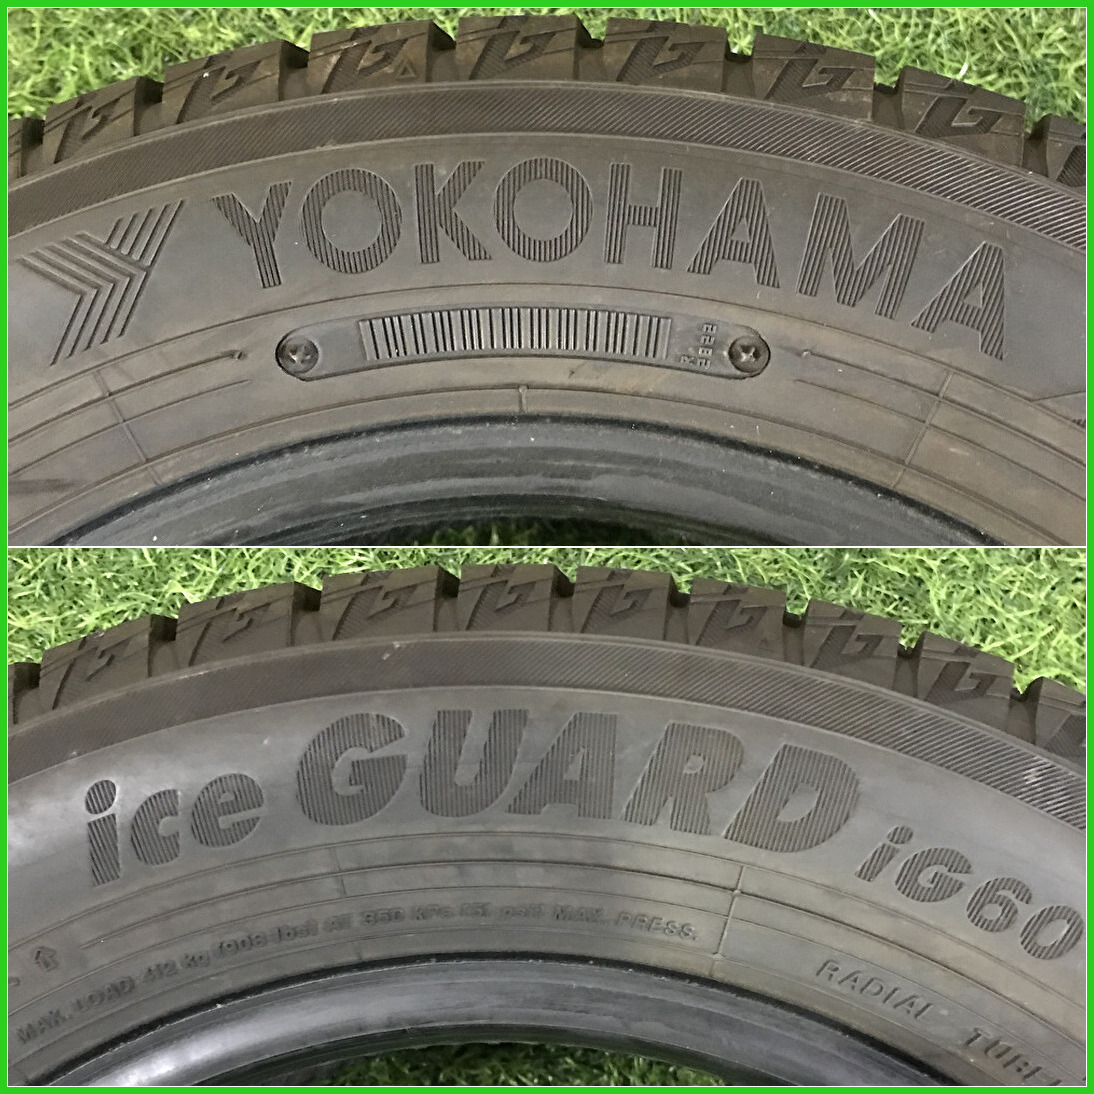 YOKOHAMA
ice GUARD iG60
MAX. LOAD 412 kg (908 lbs) AT 350 kPa (51 psi) MAX. PRESS.
RADIAL